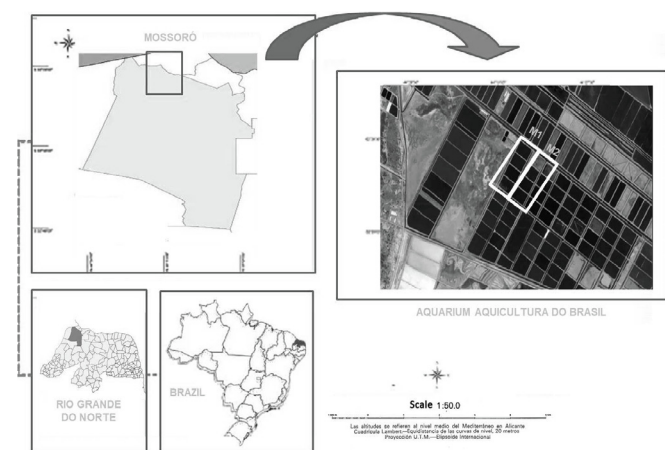 MOSSORÓ
M1
M2
AQUARIUM AQUICULTURA DO BRASIL
RIO GRANDE
DO NORTE
BRAZIL
Scale 1:50.0
Las altitudes se refieren al nivel medio del Mediterráneo en Alicante
Cuadrícula Lambert.—Equidistancia de las curvas de nivel, 20 metros
Proyección U.T.M.—Elipsoide Internacional